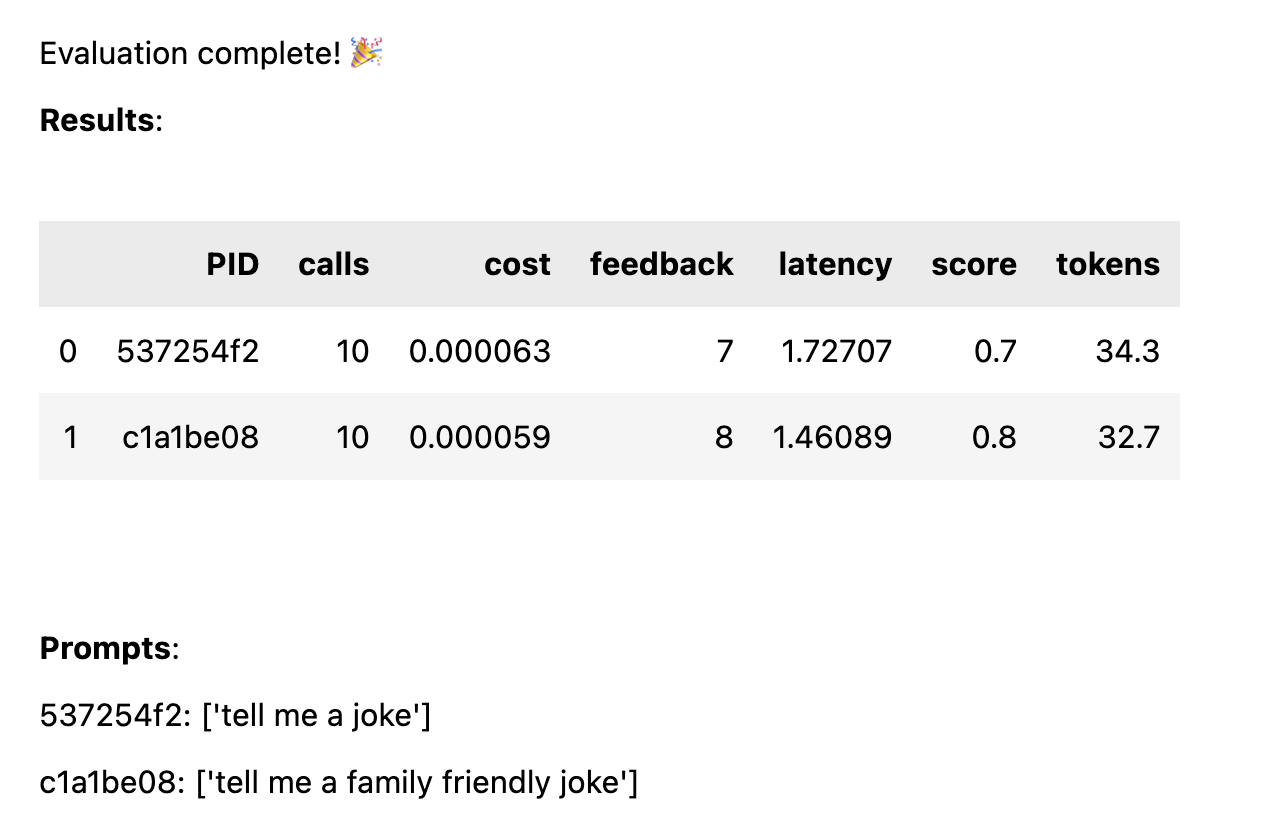 Evaluation complete! 🎉
Results:
PID calls cost feedback latency score tokens
0 537254f2 10 0.000063 7 1.72707 0.7 34.3
1 c1a1be08 10 0.000059 8 1.46089 0.8 32.7
Prompts:
537254f2: ['tell me a joke']
c1a1be08: ['tell me a family friendly joke']